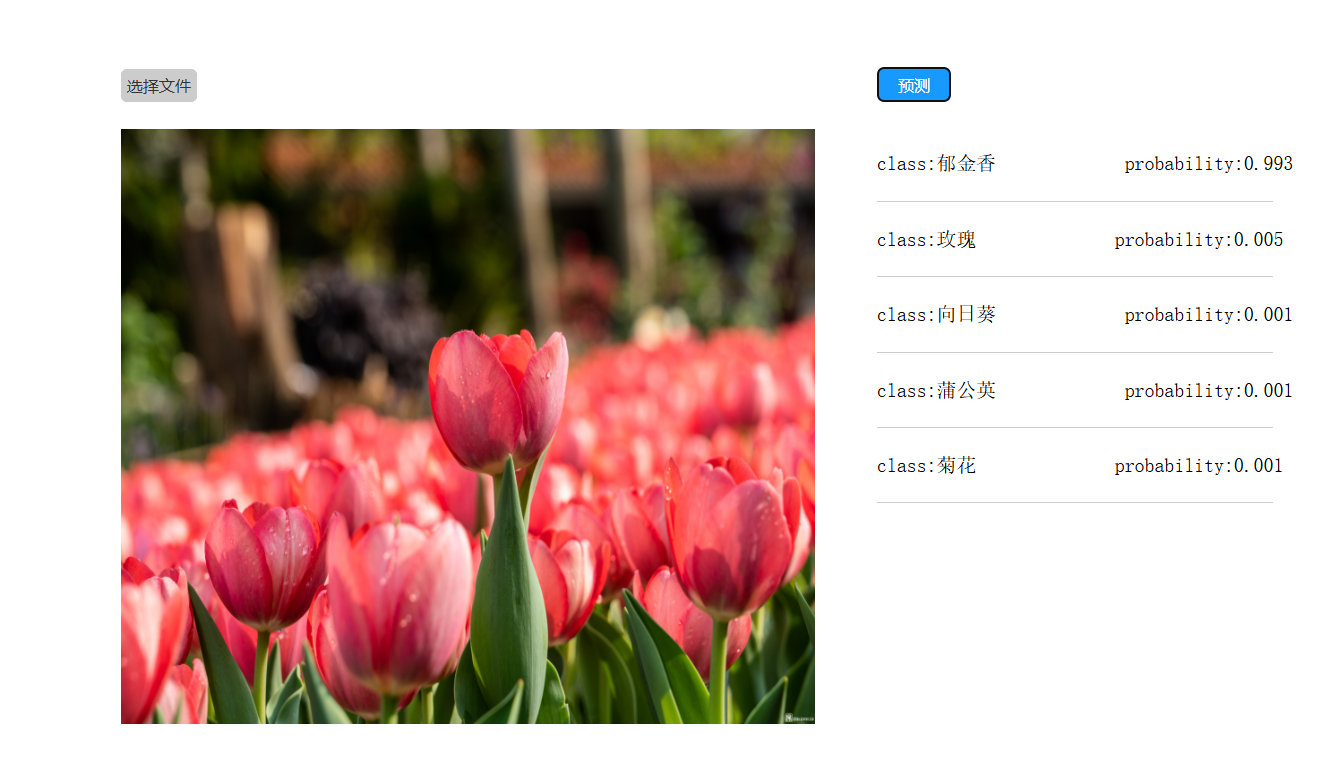 选择文件
预测
class:郁金香 probability:0.993
class:玫瑰 probability:0.005
class:向日葵 probability:0.001
class:蒲公英 probability:0.001
class:菊花 probability:0.001